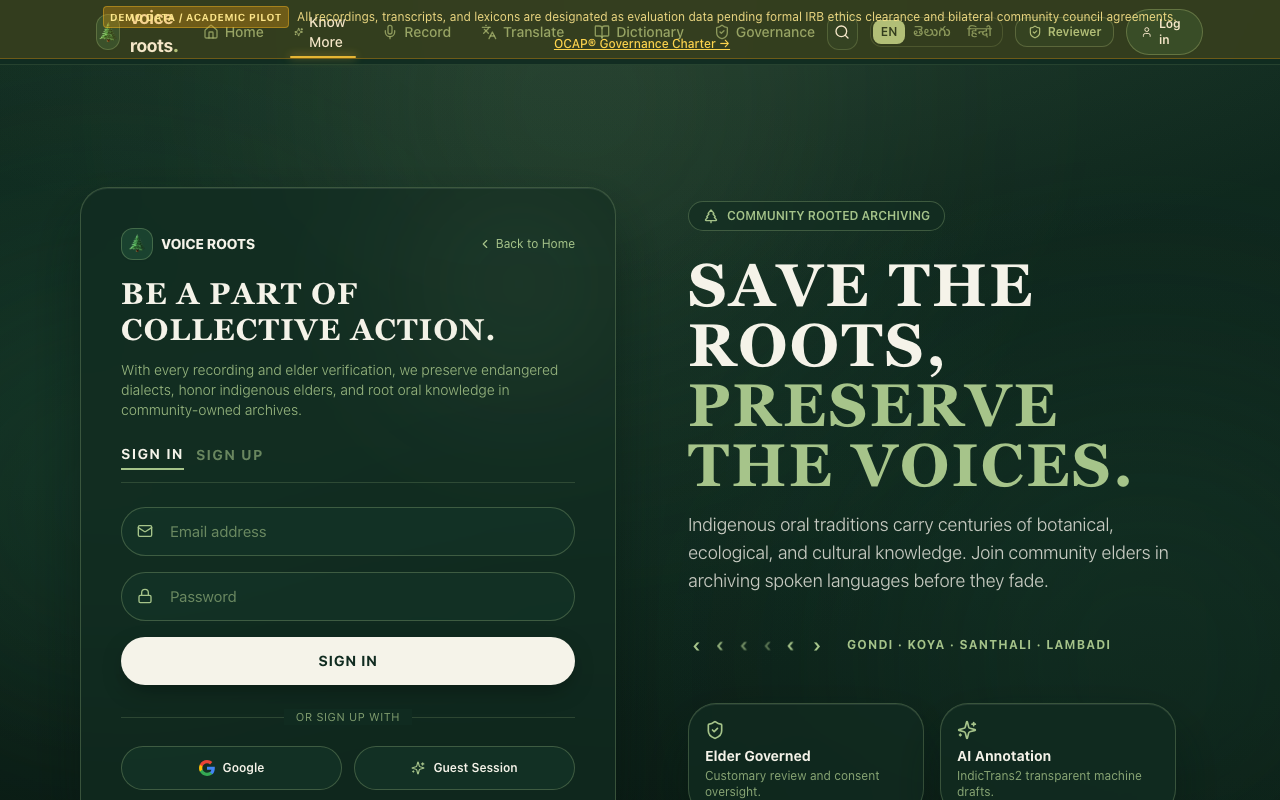 DEMO DATA / ACADEMIC PILOT All recordings, transcripts, and lexicons are designated as evaluation data pending formal IRB ethics clearance and bilateral community council agreements.
OCAP® Governance Charter →
voice
roots.
Home
Know
More
Record
Translate
Dictionary
Governance
EN తెలుగు हिन्दी
Reviewer
Log
in
VOICE ROOTS
Back to Home
BE A PART OF
COLLECTIVE ACTION.
With every recording and elder verification, we preserve endangered
dialects, honor indigenous elders, and root oral knowledge in
community-owned archives.
SIGN IN SIGN UP
Email address
Password
SIGN IN
OR SIGN UP WITH
Google
Guest Session
COMMUNITY ROOTED ARCHIVING
SAVE THE
ROOTS,
PRESERVE
THE VOICES.
Indigenous oral traditions carry centuries of botanical,
ecological, and cultural knowledge. Join community elders in
archiving spoken languages before they fade.
‹ ‹ ‹ ‹ ‹ › GONDI · KOYA · SANTHALI · LAMBADI
Elder Governed
Customary review and consent
oversight.
AI Annotation
IndicTrans2 transparent machine
drafts.